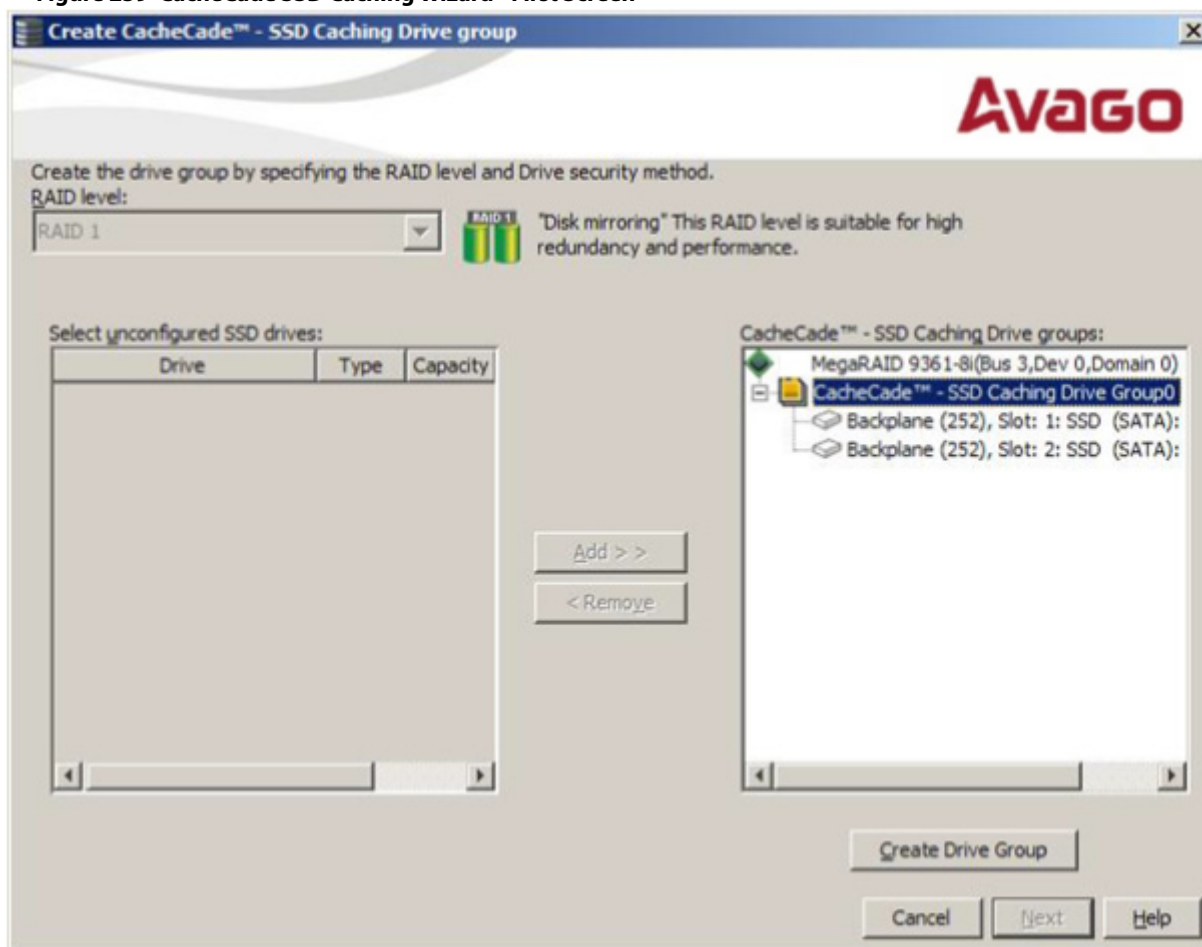 Create CacheCade™ - SSD Caching Drive group
Avago
Create the drive group by specifying the RAID level and Drive security method.
RAID level:
RAID 1
RAID 1
"Disk mirroring" This RAID level is suitable for high
redundancy and performance.
Select unconfigured SSD drives:
Drive Type Capacity
CacheCade™ - SSD Caching Drive groups:
MegaRAID 9361-8i(Bus 3,Dev 0,Domain 0)
CacheCade™ - SSD Caching Drive Group0
Backplane (252), Slot: 1: SSD (SATA):
Backplane (252), Slot: 2: SSD (SATA):
Add > >
< Remove
Create Drive Group
Cancel Next Help